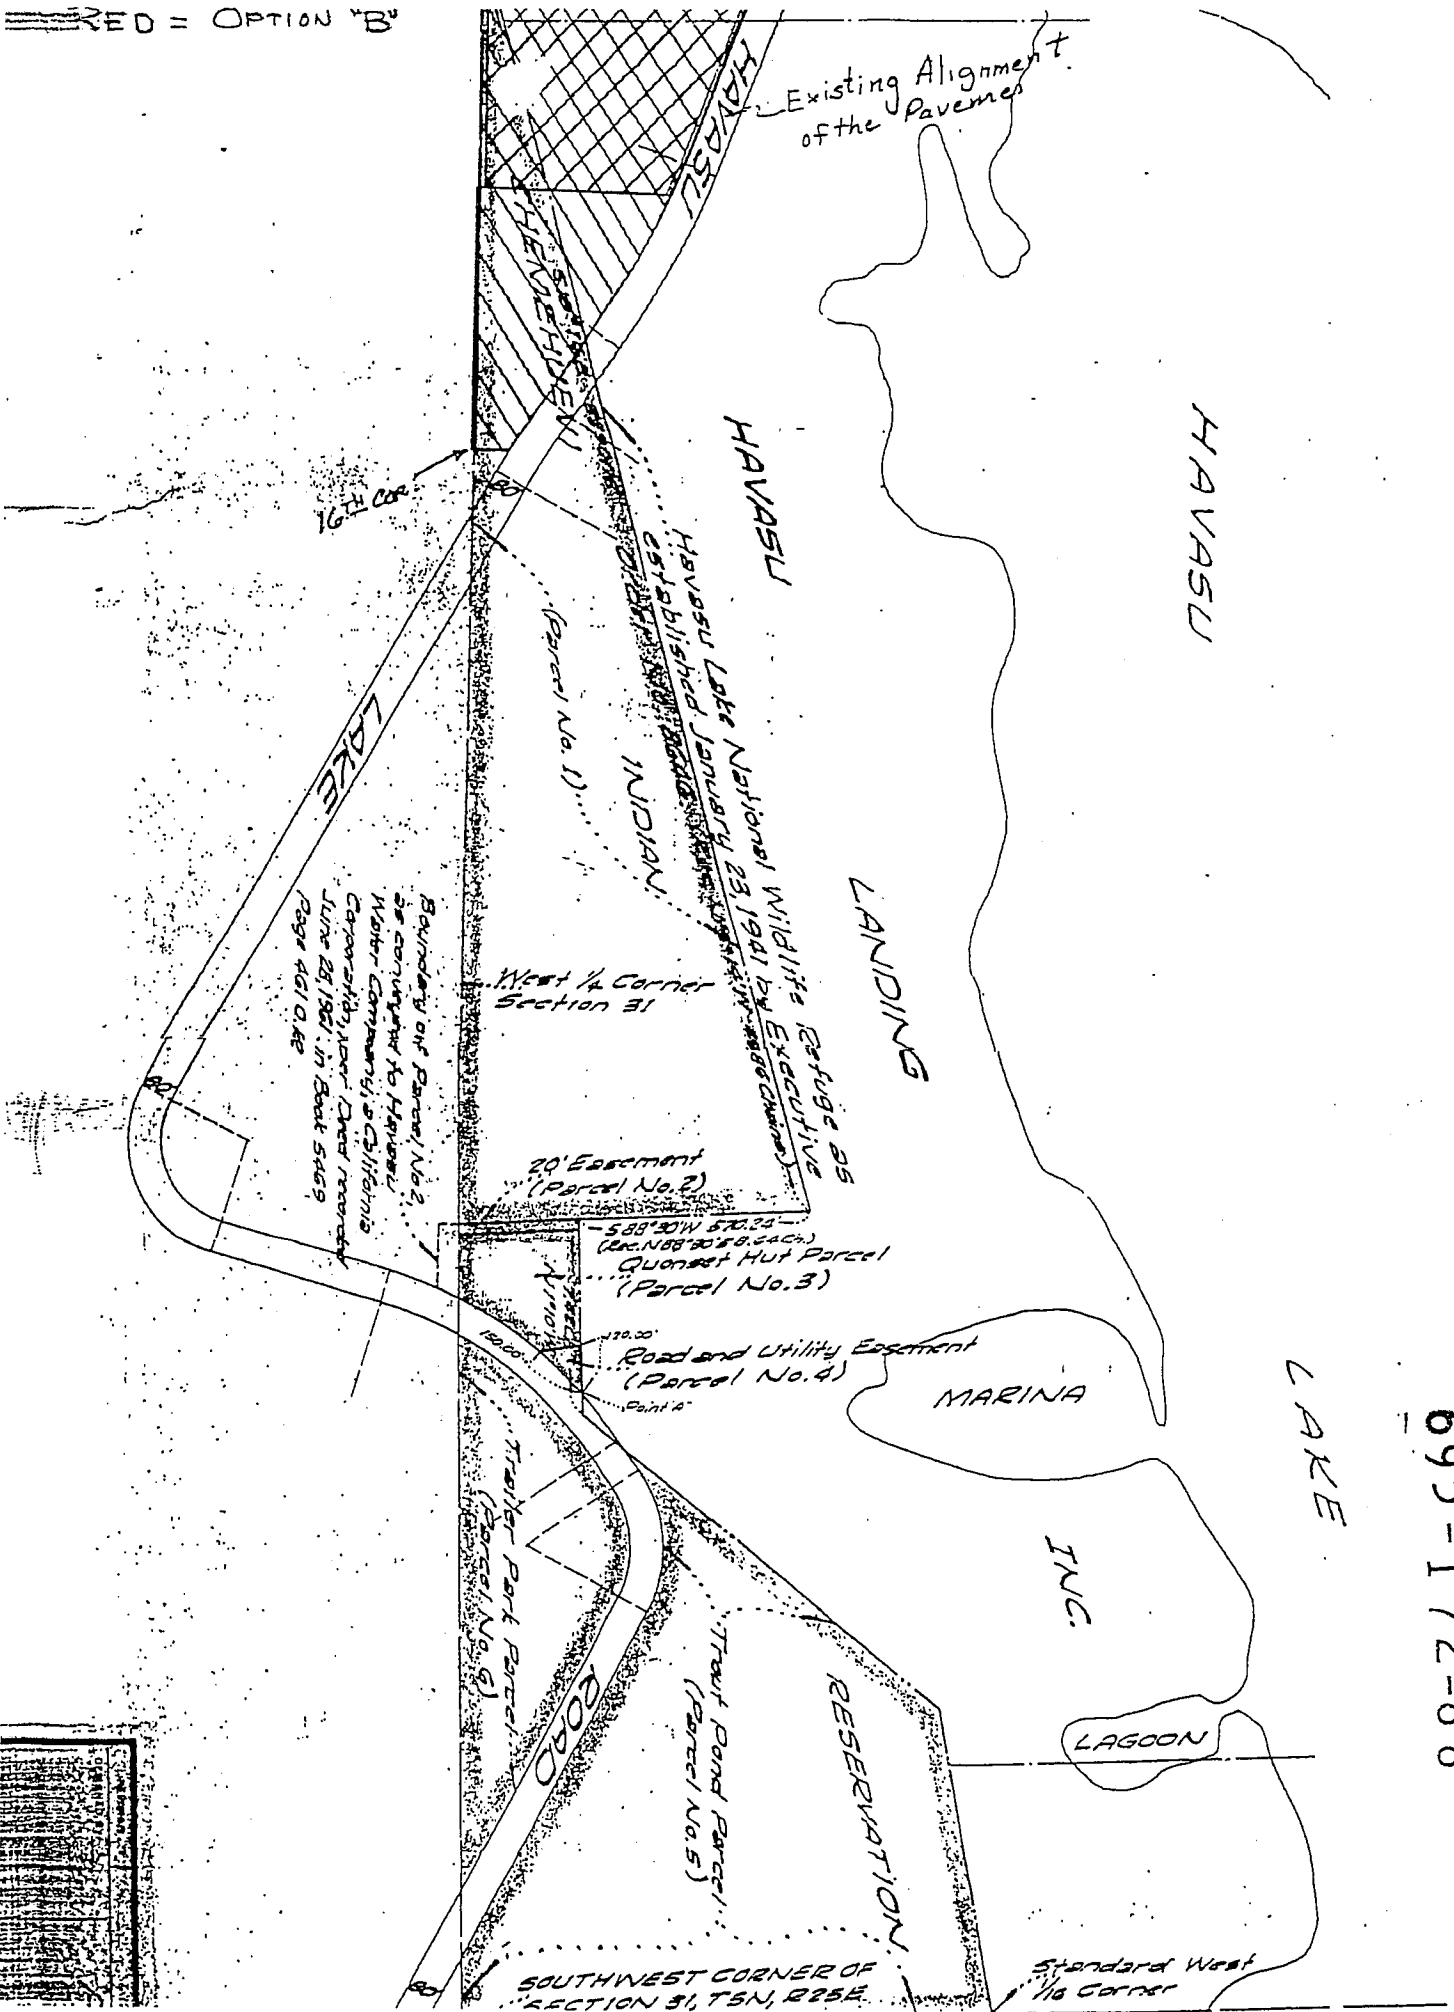 RED = OPTION "B"
HAVASU
Existing Alignment
of the Pavemen
CHEMEHUEVI
16TH COR
80'
HAVASU
HAVASU
Havasu Lake National Wildlife Refuge as
established January 23, 1941 by Executive
(Parcel No. 1)
INDIAN
LAKE
LANDING
West 1/4 Corner
Section 31
Boundary of Parcel No 2,
as conveyed to Havasu
Water Company, a California
Corporation, per Deed recorded
June 28, 1961 in Book 5469
Page 461 O.R.
80'
20' Easement
(Parcel No. 2)
S88°30'W 570.24'
(Rec. N88°30'E 8.64Ch.)
Quonset Hut Parcel
(Parcel No. 3)
120.00'
150.00'
Road and Utility Easement
(Parcel No. 4)
Point "A"
MARINA
LAKE
INC.
Trailer Park Parcel
(Parcel No. 6)
Trout Pond Parcel
(Parcel No. 5)
ROAD
RESERVATION
LAGOON
80'
SOUTHWEST CORNER OF
SECTION 31, T5N, R25E
Standard West
1/16 Corner